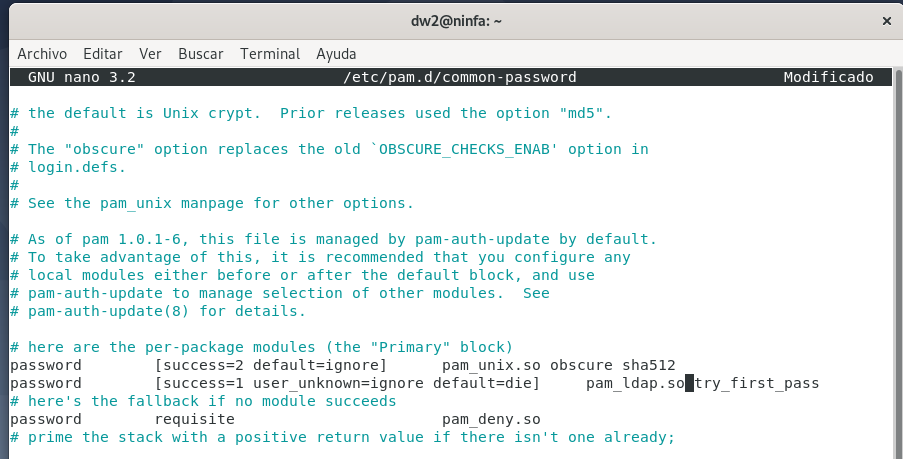 dw2@ninfa: ~ ×
Archivo Editar Ver Buscar Terminal Ayuda
GNU nano 3.2 /etc/pam.d/common-password Modificado
# the default is Unix crypt.  Prior releases used the option "md5".
#
# The "obscure" option replaces the old `OBSCURE_CHECKS_ENAB' option in
# login.defs.
#
# See the pam_unix manpage for other options.
# As of pam 1.0.1-6, this file is managed by pam-auth-update by default.
# To take advantage of this, it is recommended that you configure any
# local modules either before or after the default block, and use
# pam-auth-update to manage selection of other modules.  See
# pam-auth-update(8) for details.
# here are the per-package modules (the "Primary" block)
password        [success=2 default=ignore]      pam_unix.so obscure sha512
password        [success=1 user_unknown=ignore default=die]     pam_ldap.so try_first_pass
# here's the fallback if no module succeeds
password        requisite                       pam_deny.so
# prime the stack with a positive return value if there isn't one already;